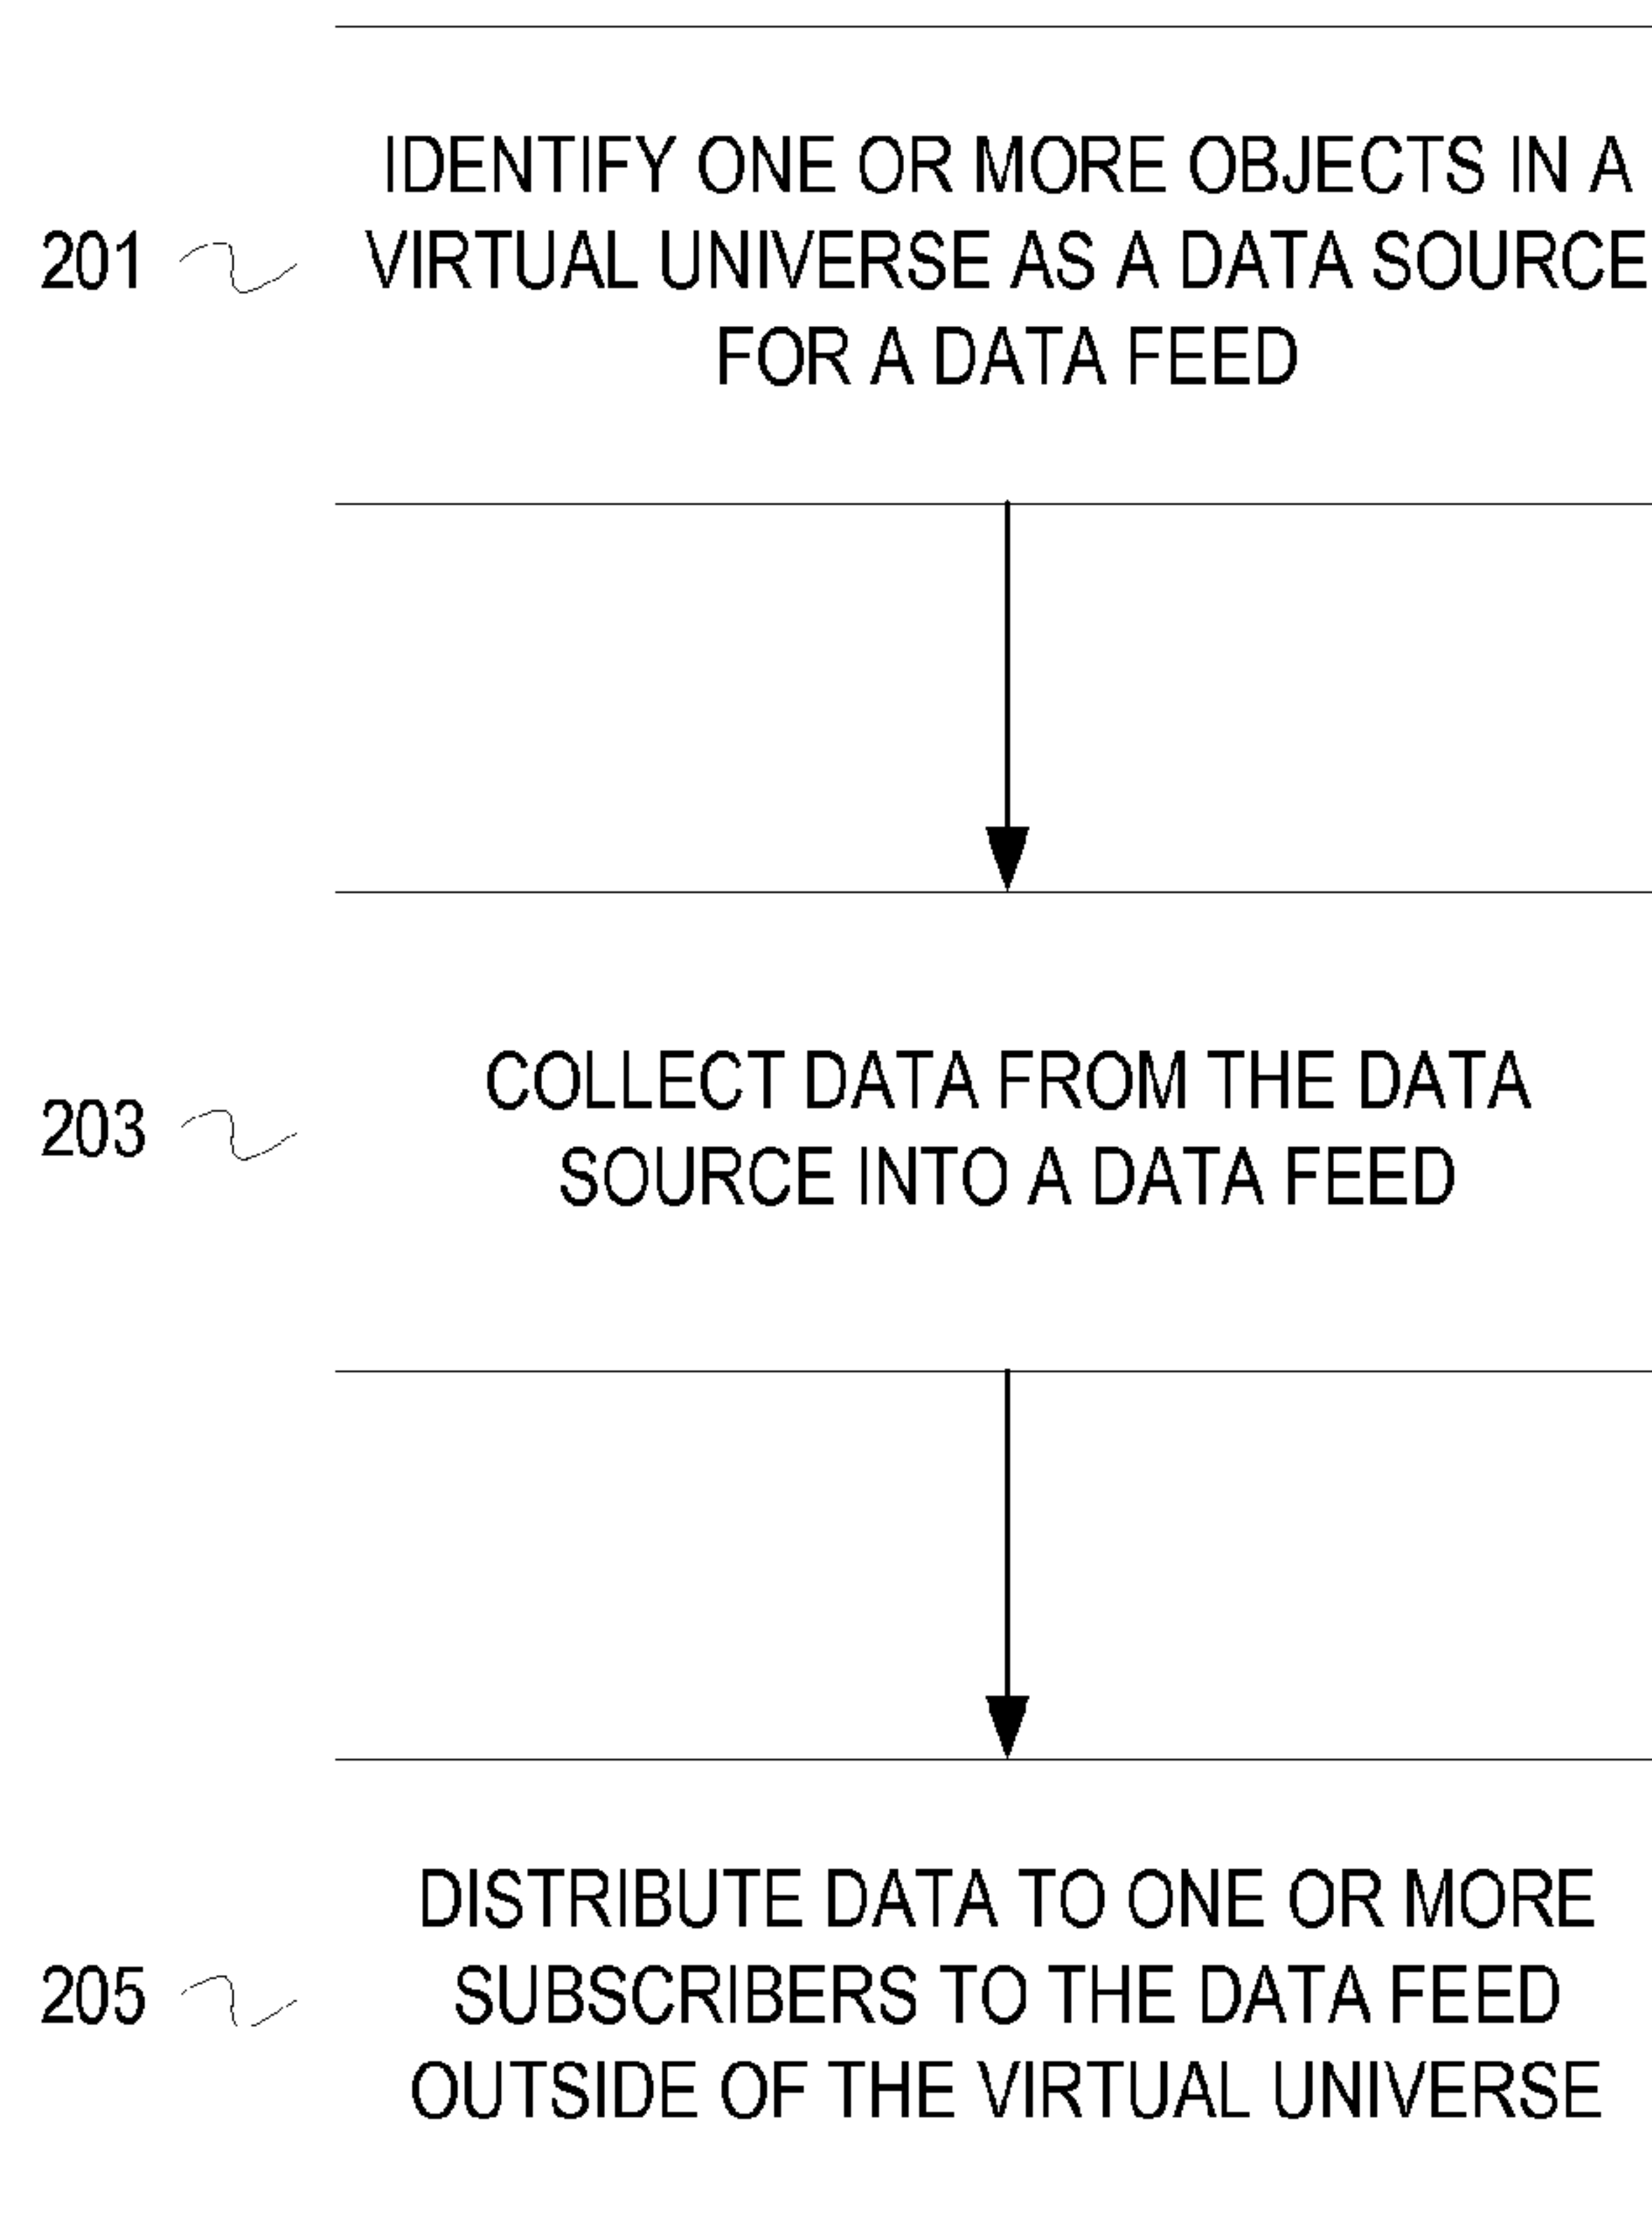 IDENTIFY ONE OR MORE OBJECTS IN A
201 VIRTUAL UNIVERSE AS A DATA SOURCE
FOR A DATA FEED
COLLECT DATA FROM THE DATA
203
SOURCE INTO A DATA FEED
DISTRIBUTE DATA TO ONE OR MORE
205 SUBSCRIBERS TO THE DATA FEED
OUTSIDE OF THE VIRTUAL UNIVERSE